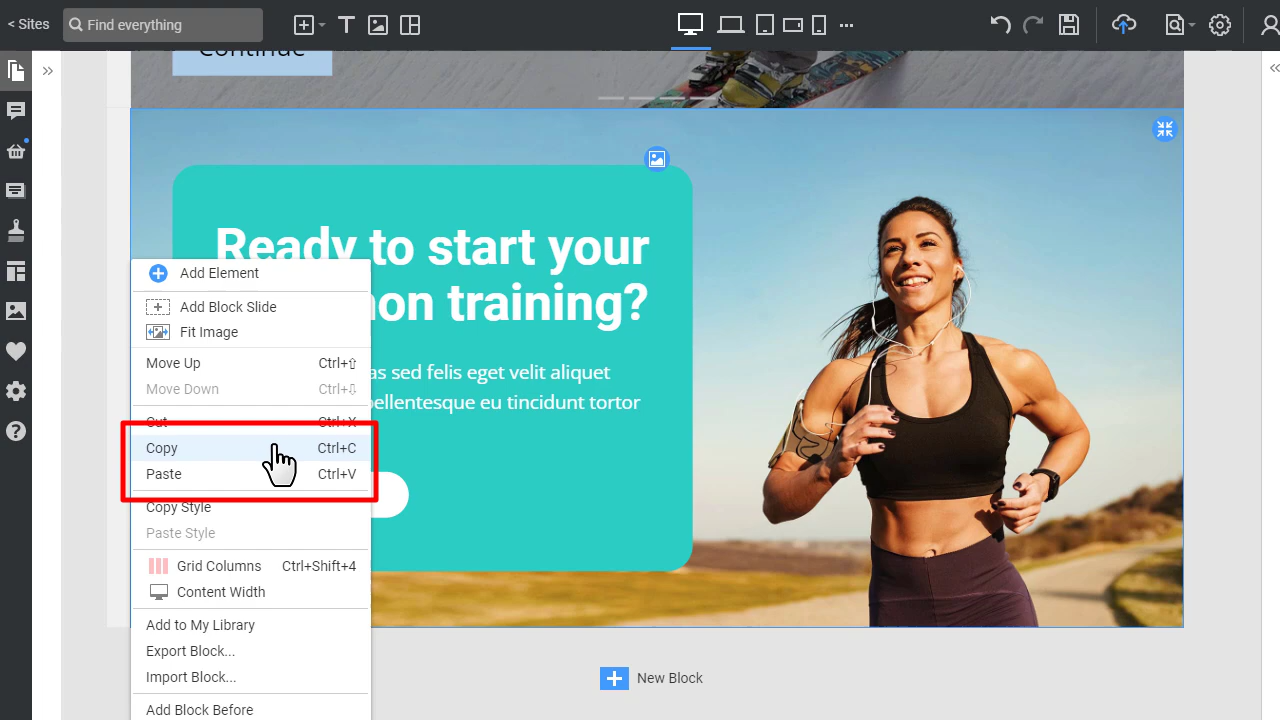 < Sites
Find everything
Continue
Ready to start your
non training?
as sed felis eget velit aliquet
pellentesque eu tincidunt tortor
Add Element
Add Block Slide
Fit Image
Move Up Ctrl+⇧
Move Down Ctrl+⇩
Cut Ctrl+X
Copy Ctrl+C
Paste Ctrl+V
Copy Style
Paste Style
Grid Columns Ctrl+Shift+4
Content Width
Add to My Library
Export Block...
Import Block...
Add Block Before
New Block